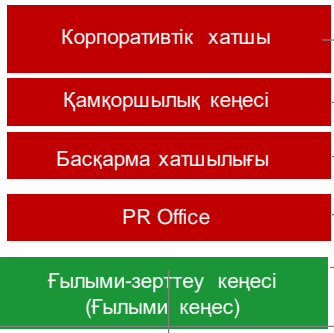 Корпоративтік хатшы
Қамқоршылық кеңесі
Басқарма хатшылығы
PR Office
Ғылыми-зерттеу кеңесі
(Ғылыми кеңес)